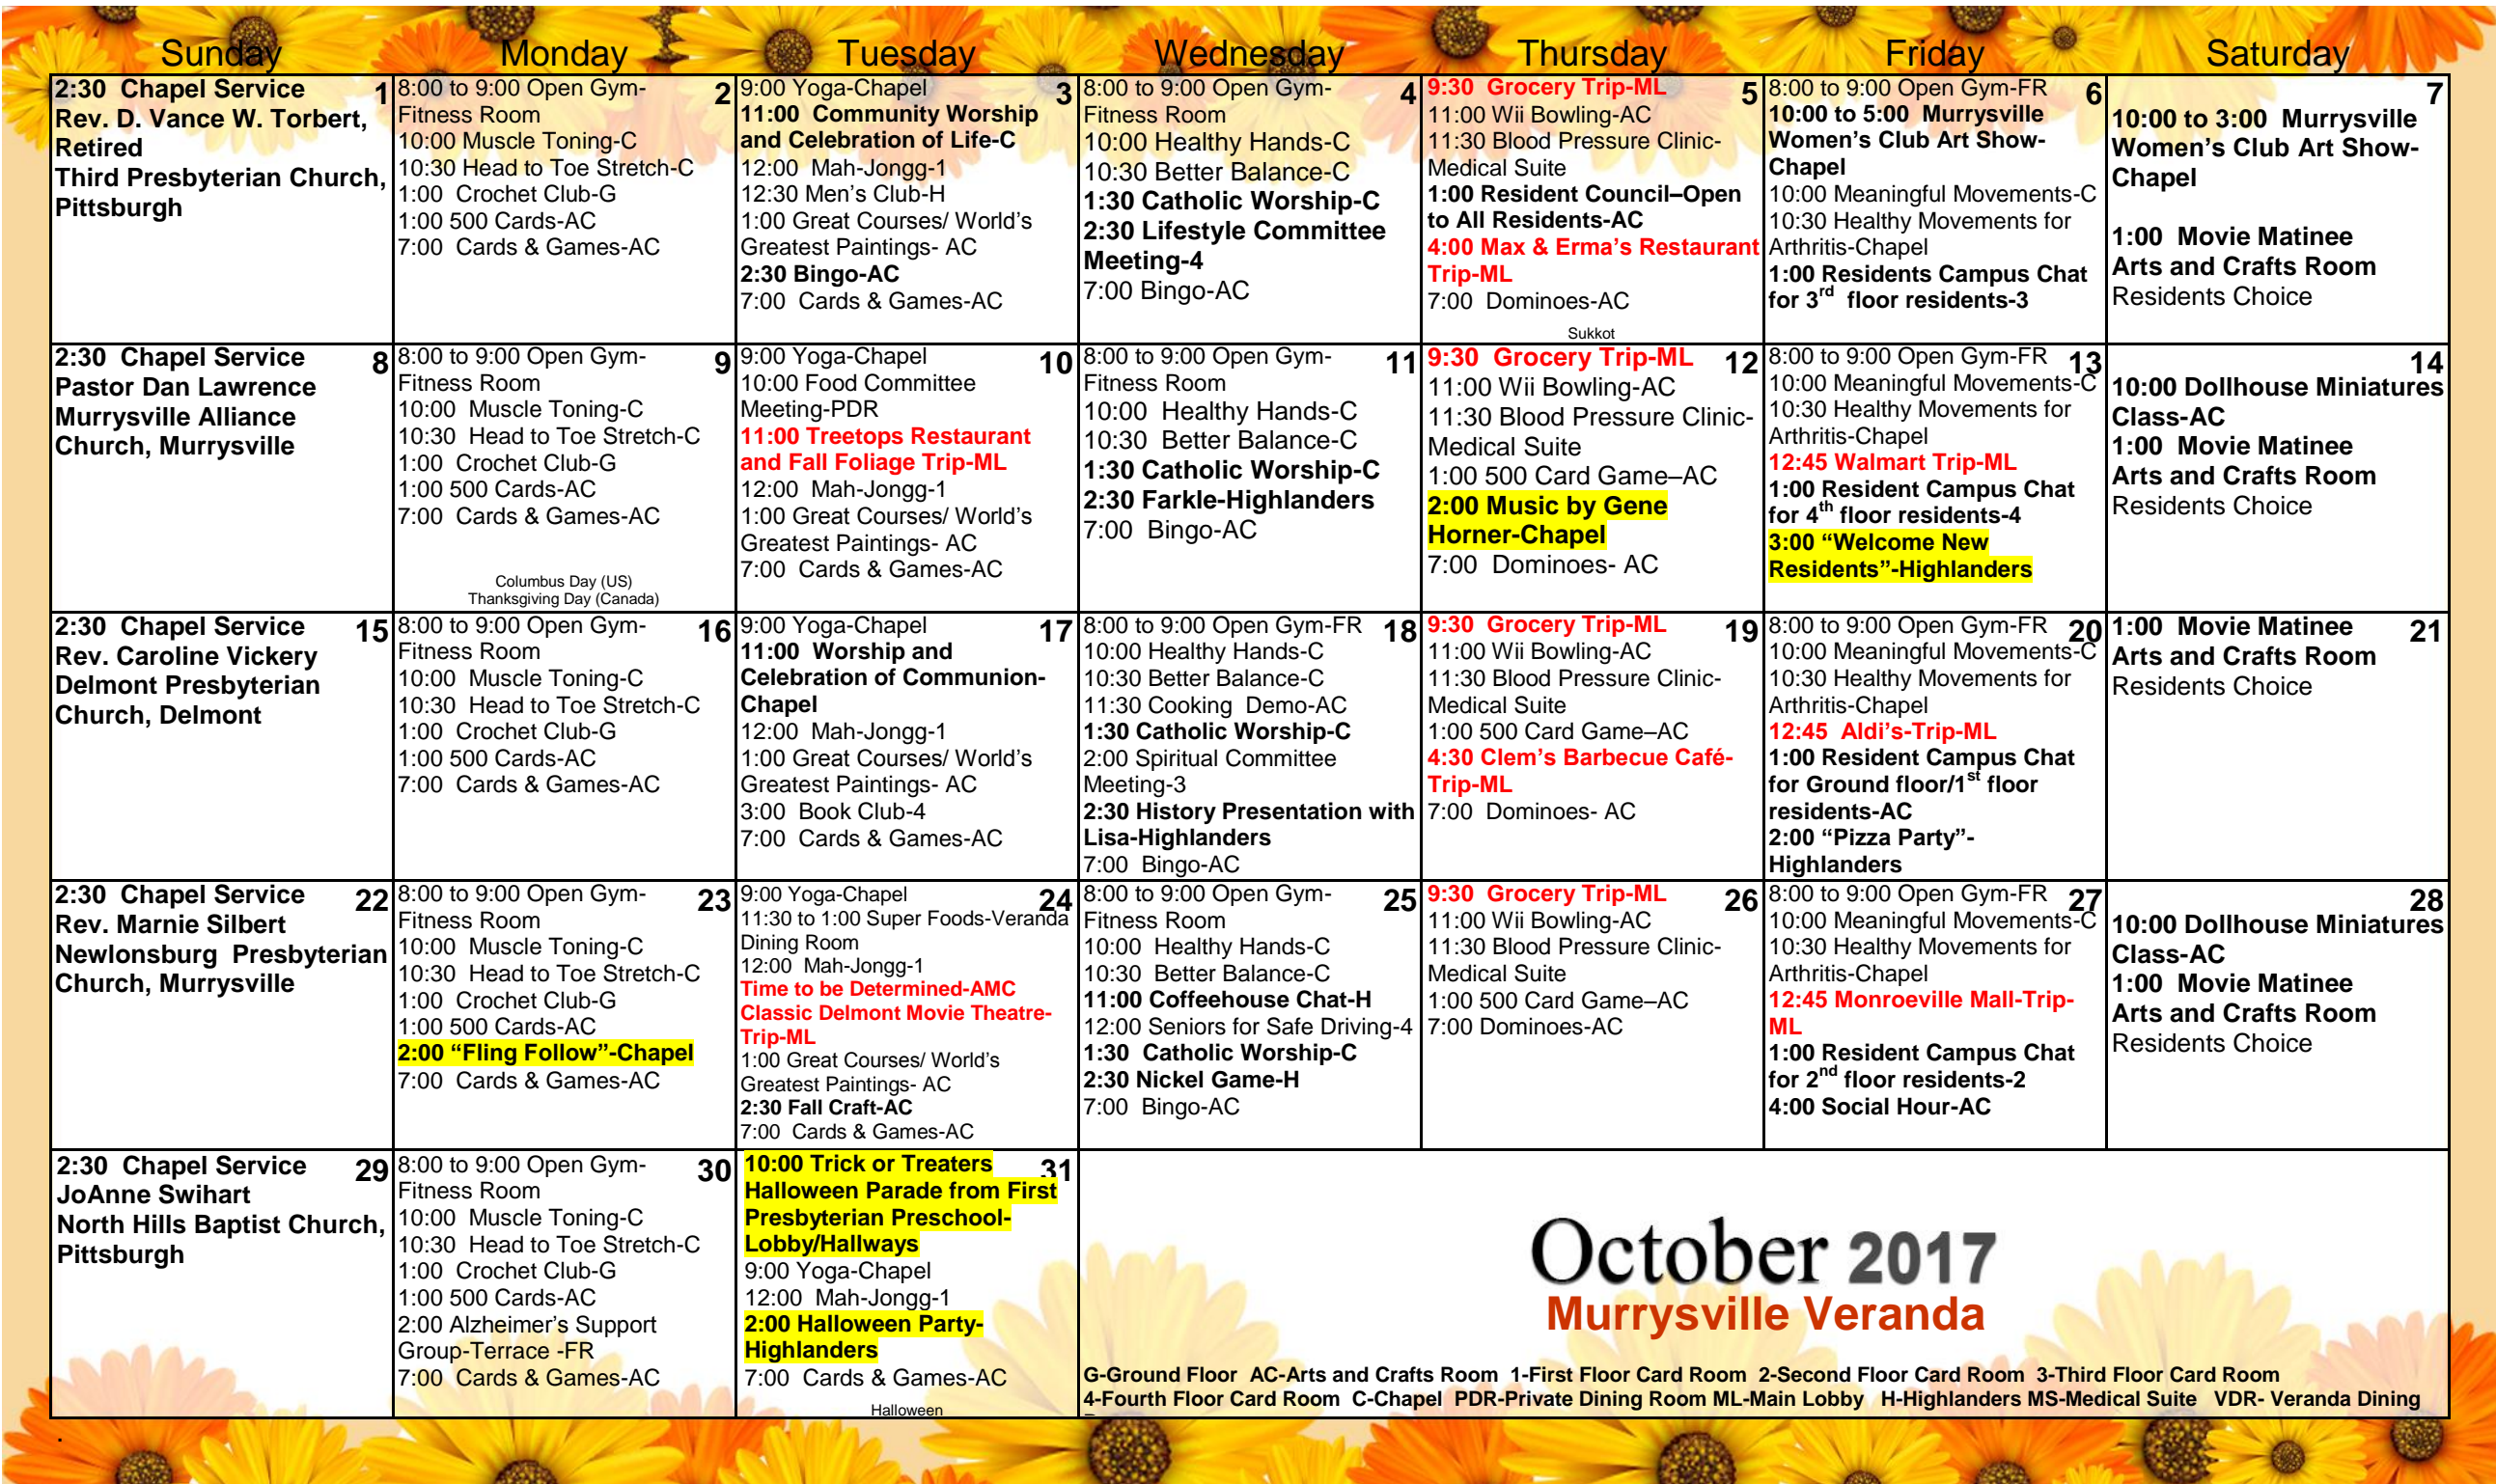 Sunday Monday Tuesday Wednesday Thursday Friday Saturday
1
2:30 Chapel Service
Rev. D. Vance W. Torbert,
Retired
Third Presbyterian Church,
Pittsburgh
2
8:00 to 9:00 Open Gym-
Fitness Room
10:00 Muscle Toning-C
10:30 Head to Toe Stretch-C
1:00 Crochet Club-G
1:00 500 Cards-AC
7:00 Cards & Games-AC
3
9:00 Yoga-Chapel
11:00 Community Worship
and Celebration of Life-C
12:00 Mah-Jongg-1
12:30 Men’s Club-H
1:00 Great Courses/ World’s
Greatest Paintings- AC
2:30 Bingo-AC
7:00 Cards & Games-AC
4
8:00 to 9:00 Open Gym-
Fitness Room
10:00 Healthy Hands-C
10:30 Better Balance-C
1:30 Catholic Worship-C
2:30 Lifestyle Committee
Meeting-4
7:00 Bingo-AC
5
9:30 Grocery Trip-ML
11:00 Wii Bowling-AC
11:30 Blood Pressure Clinic-
Medical Suite
1:00 Resident Council–Open
to All Residents-AC
4:00 Max & Erma’s Restaurant
Trip-ML
7:00 Dominoes-AC
Sukkot
6
8:00 to 9:00 Open Gym-FR
10:00 to 5:00 Murrysville
Women’s Club Art Show-
Chapel
10:00 Meaningful Movements-C
10:30 Healthy Movements for
Arthritis-Chapel
1:00 Residents Campus Chat
for 3rd floor residents-3
7
10:00 to 3:00 Murrysville
Women’s Club Art Show-
Chapel
1:00 Movie Matinee
Arts and Crafts Room
Residents Choice
8
2:30 Chapel Service
Pastor Dan Lawrence
Murrysville Alliance
Church, Murrysville
9
8:00 to 9:00 Open Gym-
Fitness Room
10:00 Muscle Toning-C
10:30 Head to Toe Stretch-C
1:00 Crochet Club-G
1:00 500 Cards-AC
7:00 Cards & Games-AC
Columbus Day (US)
Thanksgiving Day (Canada)
10
9:00 Yoga-Chapel
10:00 Food Committee
Meeting-PDR
11:00 Treetops Restaurant
and Fall Foliage Trip-ML
12:00 Mah-Jongg-1
1:00 Great Courses/ World’s
Greatest Paintings- AC
7:00 Cards & Games-AC
11
8:00 to 9:00 Open Gym-
Fitness Room
10:00 Healthy Hands-C
10:30 Better Balance-C
1:30 Catholic Worship-C
2:30 Farkle-Highlanders
7:00 Bingo-AC
12
9:30 Grocery Trip-ML
11:00 Wii Bowling-AC
11:30 Blood Pressure Clinic-
Medical Suite
1:00 500 Card Game–AC
2:00 Music by Gene
Horner-Chapel
7:00 Dominoes- AC
13
8:00 to 9:00 Open Gym-FR
10:00 Meaningful Movements-C
10:30 Healthy Movements for
Arthritis-Chapel
12:45 Walmart Trip-ML
1:00 Resident Campus Chat
for 4th floor residents-4
3:00 “Welcome New
Residents”-Highlanders
14
10:00 Dollhouse Miniatures
Class-AC
1:00 Movie Matinee
Arts and Crafts Room
Residents Choice
15
2:30 Chapel Service
Rev. Caroline Vickery
Delmont Presbyterian
Church, Delmont
16
8:00 to 9:00 Open Gym-
Fitness Room
10:00 Muscle Toning-C
10:30 Head to Toe Stretch-C
1:00 Crochet Club-G
1:00 500 Cards-AC
7:00 Cards & Games-AC
17
9:00 Yoga-Chapel
11:00 Worship and
Celebration of Communion-
Chapel
12:00 Mah-Jongg-1
1:00 Great Courses/ World’s
Greatest Paintings- AC
3:00 Book Club-4
7:00 Cards & Games-AC
18
8:00 to 9:00 Open Gym-FR
10:00 Healthy Hands-C
10:30 Better Balance-C
11:30 Cooking Demo-AC
1:30 Catholic Worship-C
2:00 Spiritual Committee
Meeting-3
2:30 History Presentation with
Lisa-Highlanders
7:00 Bingo-AC
19
9:30 Grocery Trip-ML
11:00 Wii Bowling-AC
11:30 Blood Pressure Clinic-
Medical Suite
1:00 500 Card Game–AC
4:30 Clem’s Barbecue Café-
Trip-ML
7:00 Dominoes- AC
20
8:00 to 9:00 Open Gym-FR
10:00 Meaningful Movements-C
10:30 Healthy Movements for
Arthritis-Chapel
12:45 Aldi’s-Trip-ML
1:00 Resident Campus Chat
for Ground floor/1st floor
residents-AC
2:00 “Pizza Party”-
Highlanders
21
1:00 Movie Matinee
Arts and Crafts Room
Residents Choice
22
2:30 Chapel Service
Rev. Marnie Silbert
Newlonsburg Presbyterian
Church, Murrysville
23
8:00 to 9:00 Open Gym-
Fitness Room
10:00 Muscle Toning-C
10:30 Head to Toe Stretch-C
1:00 Crochet Club-G
1:00 500 Cards-AC
2:00 “Fling Follow”-Chapel
7:00 Cards & Games-AC
24
9:00 Yoga-Chapel
11:30 to 1:00 Super Foods-Veranda
Dining Room
12:00 Mah-Jongg-1
Time to be Determined-AMC
Classic Delmont Movie Theatre-
Trip-ML
1:00 Great Courses/ World’s
Greatest Paintings- AC
2:30 Fall Craft-AC
7:00 Cards & Games-AC
25
8:00 to 9:00 Open Gym-
Fitness Room
10:00 Healthy Hands-C
10:30 Better Balance-C
11:00 Coffeehouse Chat-H
12:00 Seniors for Safe Driving-4
1:30 Catholic Worship-C
2:30 Nickel Game-H
7:00 Bingo-AC
26
9:30 Grocery Trip-ML
11:00 Wii Bowling-AC
11:30 Blood Pressure Clinic-
Medical Suite
1:00 500 Card Game–AC
7:00 Dominoes-AC
27
8:00 to 9:00 Open Gym-FR
10:00 Meaningful Movements-C
10:30 Healthy Movements for
Arthritis-Chapel
12:45 Monroeville Mall-Trip-
ML
1:00 Resident Campus Chat
for 2nd floor residents-2
4:00 Social Hour-AC
28
10:00 Dollhouse Miniatures
Class-AC
1:00 Movie Matinee
Arts and Crafts Room
Residents Choice
29
2:30 Chapel Service
JoAnne Swihart
North Hills Baptist Church,
Pittsburgh
30
8:00 to 9:00 Open Gym-
Fitness Room
10:00 Muscle Toning-C
10:30 Head to Toe Stretch-C
1:00 Crochet Club-G
1:00 500 Cards-AC
2:00 Alzheimer’s Support
Group-Terrace -FR
7:00 Cards & Games-AC
31
10:00 Trick or Treaters
Halloween Parade from First
Presbyterian Preschool-
Lobby/Hallways
9:00 Yoga-Chapel
12:00 Mah-Jongg-1
2:00 Halloween Party-
Highlanders
7:00 Cards & Games-AC
Halloween
October 2017
Murrysville Veranda
G-Ground Floor AC-Arts and Crafts Room 1-First Floor Card Room 2-Second Floor Card Room 3-Third Floor Card Room
4-Fourth Floor Card Room C-Chapel PDR-Private Dining Room ML-Main Lobby H-Highlanders MS-Medical Suite VDR- Veranda Dining
.